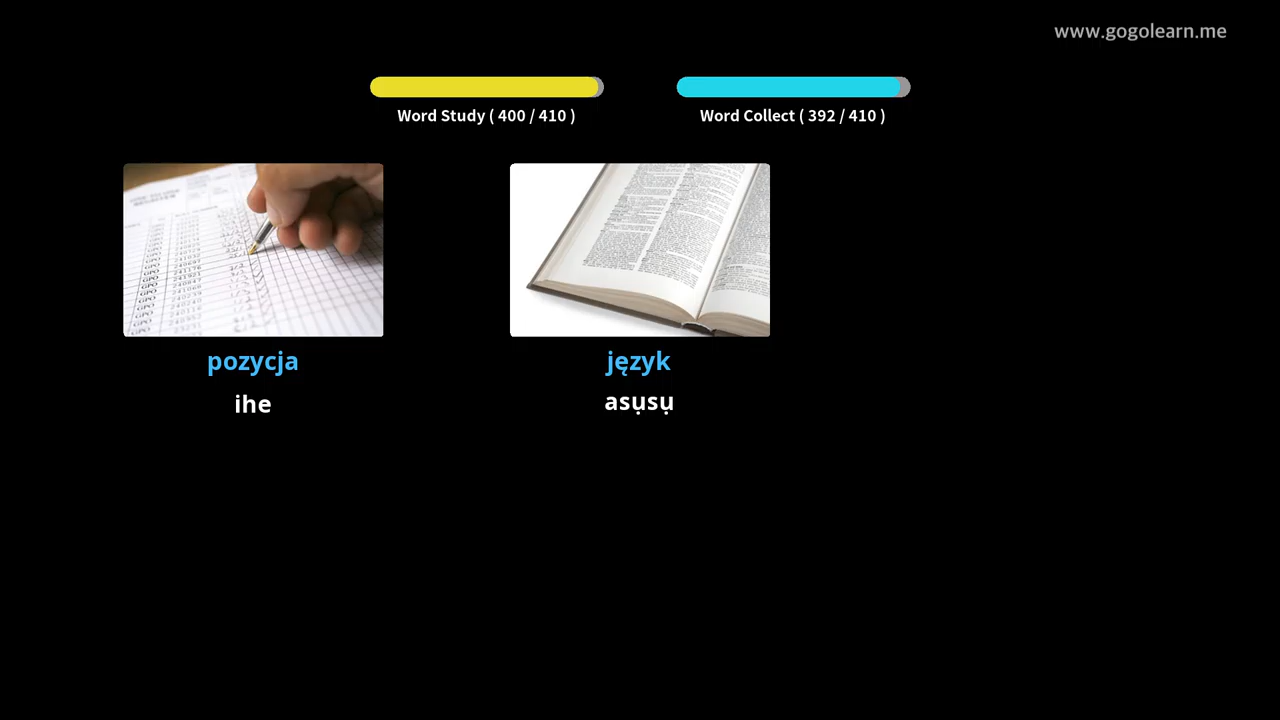 www.gogolearn.me
Word Study ( 400 / 410 )
Word Collect ( 392 / 410 )
pozycja
ihe
język
asụsụ